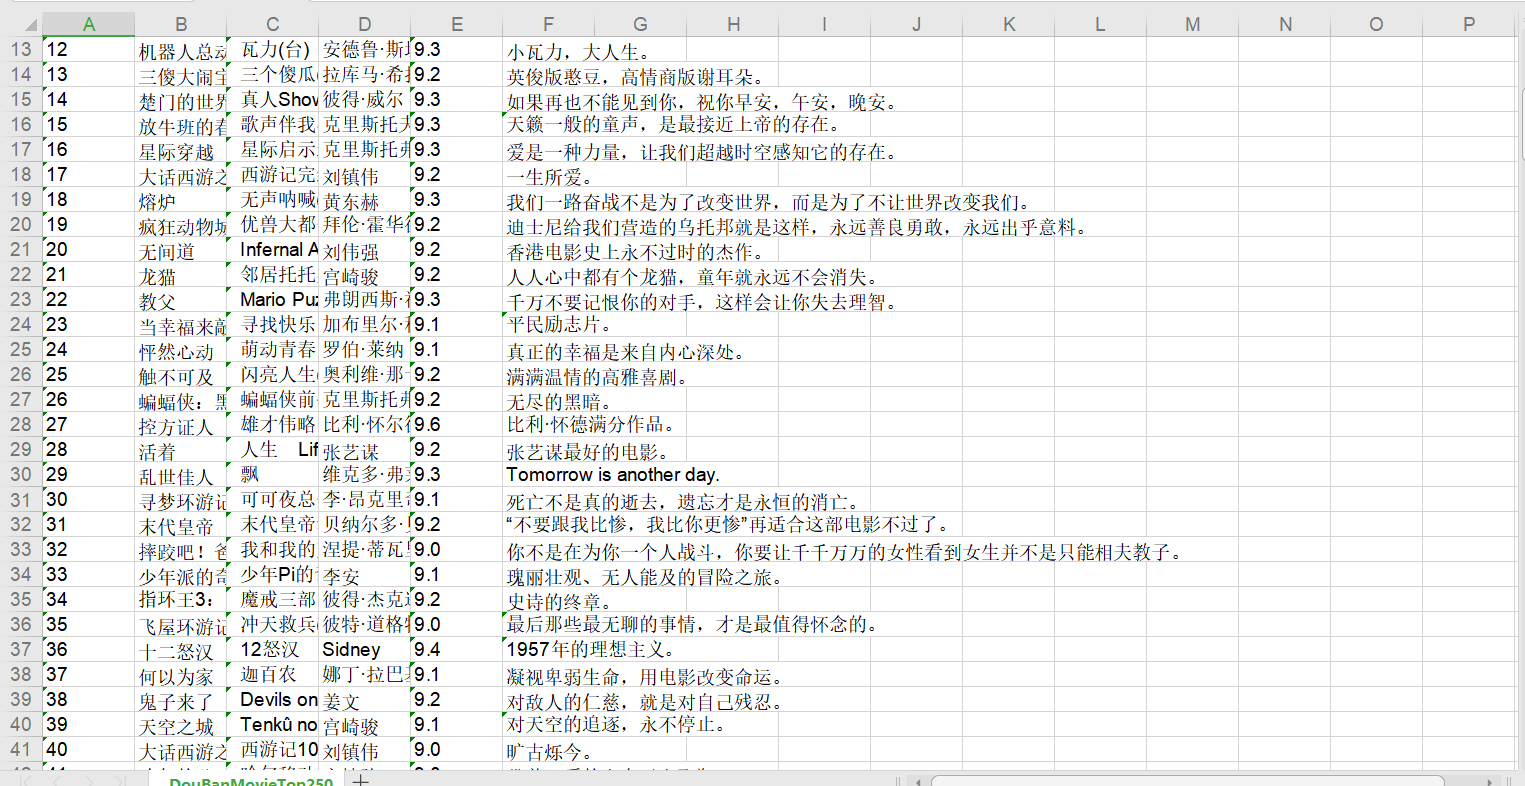 A B C D E F G H I J K L M N O P
13 12 机器人总动 瓦力(台) 安德鲁·斯 9.3 小瓦力，大人生。
14 13 三傻大闹宝 三个傻瓜( 拉库马·希 9.2 英俊版憨豆，高情商版谢耳朵。
15 14 楚门的世界 真人Show 彼得·威尔 9.3 如果再也不能见到你，祝你早安，午安，晚安。
16 15 放牛班的春 歌声伴我 克里斯托夫 9.3 天籁一般的童声，是最接近上帝的存在。
17 16 星际穿越 星际启示 克里斯托弗 9.3 爱是一种力量，让我们超越时空感知它的存在。
18 17 大话西游之 西游记完 刘镇伟 9.2 一生所爱。
19 18 熔炉 无声呐喊( 黄东赫 9.3 我们一路奋战不是为了改变世界，而是为了不让世界改变我们。
20 19 疯狂动物城 优兽大都 拜伦·霍华德 9.2 迪士尼给我们营造的乌托邦就是这样，永远善良勇敢，永远出乎意料。
21 20 无间道 Infernal A 刘伟强 9.2 香港电影史上永不过时的杰作。
22 21 龙猫 邻居托托 宫崎骏 9.2 人人心中都有个龙猫，童年就永远不会消失。
23 22 教父 Mario Puz 弗朗西斯· 9.3 千万不要记恨你的对手，这样会让你失去理智。
24 23 当幸福来敲 寻找快乐 加布里尔· 9.1 平民励志片。
25 24 怦然心动 萌动青春 罗伯·莱纳 9.1 真正的幸福是来自内心深处。
26 25 触不可及 闪亮人生( 奥利维·那 9.2 满满温情的高雅喜剧。
27 26 蝙蝠侠：黑 蝙蝠侠前 克里斯托弗 9.2 无尽的黑暗。
28 27 控方证人 雄才伟略 比利·怀尔德 9.6 比利·怀德满分作品。
29 28 活着 人生 Lif 张艺谋 9.2 张艺谋最好的电影。
30 29 乱世佳人 飘 维克多·弗 9.3 Tomorrow is another day.
31 30 寻梦环游记 可可夜总 李·昂克里奇 9.1 死亡不是真的逝去，遗忘才是永恒的消亡。
32 31 末代皇帝 末代皇帝 贝纳尔多· 9.2 “不要跟我比惨，我比你更惨”再适合这部电影不过了。
33 32 摔跤吧！爸 我和我的 涅提·蒂瓦里 9.0 你不是在为你一个人战斗，你要让千千万万的女性看到女生并不是只能相夫教子。
34 33 少年派的奇 少年Pi的 李安 9.1 瑰丽壮观、无人能及的冒险之旅。
35 34 指环王3： 魔戒三部 彼得·杰克逊 9.2 史诗的终章。
36 35 飞屋环游记 冲天救兵( 彼特·道格特 9.0 最后那些最无聊的事情，才是最值得怀念的。
37 36 十二怒汉 12怒汉 Sidney 9.4 1957年的理想主义。
38 37 何以为家 迦百农 娜丁·拉巴基 9.1 凝视卑弱生命，用电影改变命运。
39 38 鬼子来了 Devils on 姜文 9.2 对敌人的仁慈，就是对自己残忍。
40 39 天空之城 Tenkû no 宫崎骏 9.1 对天空的追逐，永不停止。
41 40 大话西游之 西游记10 刘镇伟 9.0 旷古烁今。
DouBanMovieTop250